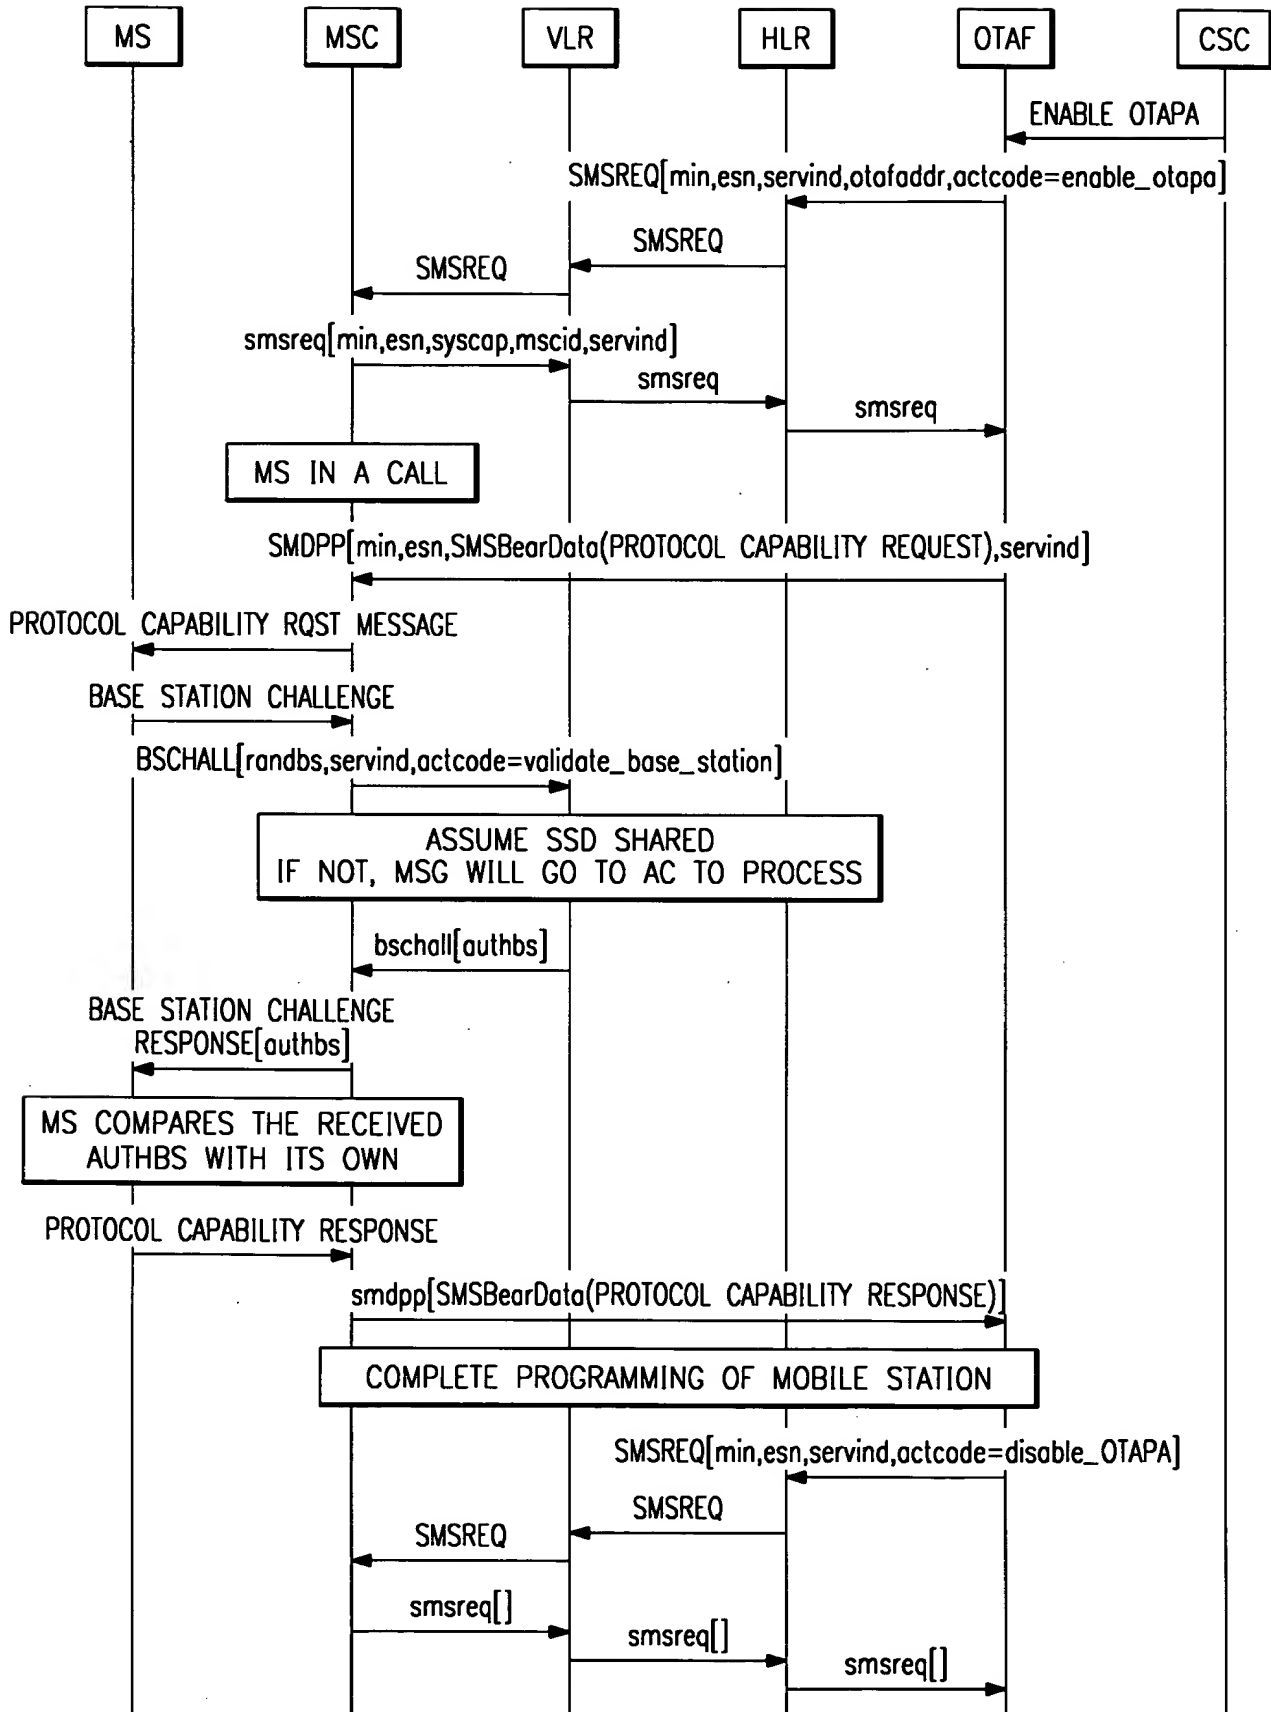 MS MSC VLR HLR OTAF CSC
ENABLE OTAPA
SMSREQ[min,esn,servind,otafaddr,actcode=enable_otapa]
SMSREQ
SMSREQ
smsreq[min,esn,syscap,mscid,servind]
smsreq
smsreq
MS IN A CALL
SMDPP[min,esn,SMSBearData(PROTOCOL CAPABILITY REQUEST),servind]
PROTOCOL CAPABILITY RQST MESSAGE
BASE STATION CHALLENGE
BSCHALL[randbs,servind,actcode=validate_base_station]
ASSUME SSD SHARED
IF NOT, MSG WILL GO TO AC TO PROCESS
bschall[authbs]
BASE STATION CHALLENGE
RESPONSE[authbs]
MS COMPARES THE RECEIVED
AUTHBS WITH ITS OWN
PROTOCOL CAPABILITY RESPONSE
smdpp[SMSBearData(PROTOCOL CAPABILITY RESPONSE)]
COMPLETE PROGRAMMING OF MOBILE STATION
SMSREQ[min,esn,servind,actcode=disable_OTAPA]
SMSREQ
SMSREQ
smsreq[]
smsreq[]
smsreq[]